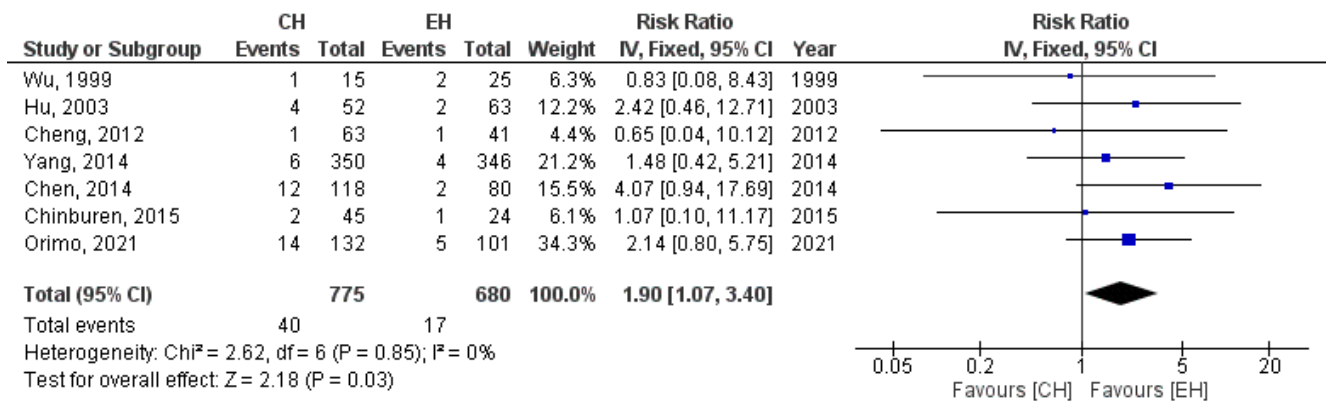 CH EH Risk Ratio Risk Ratio
Study or Subgroup Events Total Events Total Weight IV, Fixed, 95% CI Year IV, Fixed, 95% CI
Wu, 1999 1 15 2 25 6.3% 0.83 [0.08, 8.43] 1999
Hu, 2003 4 52 2 63 12.2% 2.42 [0.46, 12.71] 2003
Cheng, 2012 1 63 1 41 4.4% 0.65 [0.04, 10.12] 2012
Yang, 2014 6 350 4 346 21.2% 1.48 [0.42, 5.21] 2014
Chen, 2014 12 118 2 80 15.5% 4.07 [0.94, 17.69] 2014
Chinburen, 2015 2 45 1 24 6.1% 1.07 [0.10, 11.17] 2015
Orimo, 2021 14 132 5 101 34.3% 2.14 [0.80, 5.75] 2021
Total (95% CI) 775 680 100.0% 1.90 [1.07, 3.40]
Total events 40 17
Heterogeneity: Chi² = 2.62, df = 6 (P = 0.85); I² = 0%
Test for overall effect: Z = 2.18 (P = 0.03)
0.05 0.2 1 5 20
Favours [CH] Favours [EH]